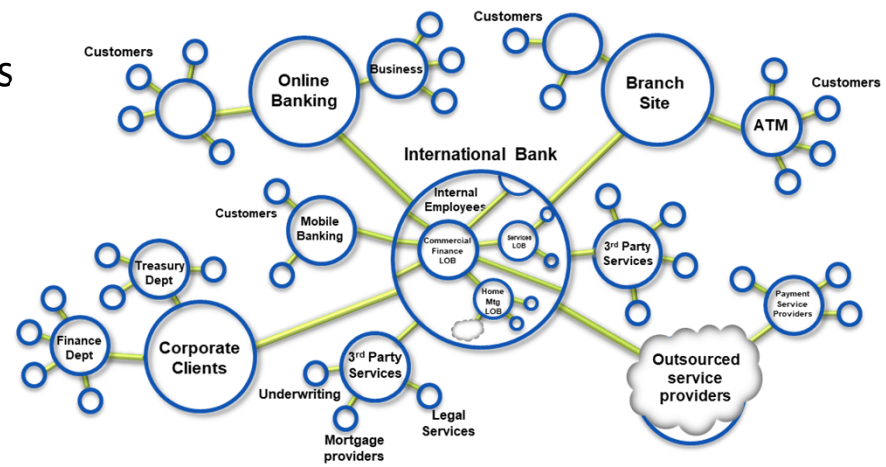 s
Customers
Online
Banking
Business
Customers
Branch
Site
ATM
Customers
International Bank
Internal
Employees
Commercial
Finance
LOB
Services
LOB
Home
Mtg
LOB
Customers
Mobile
Banking
3rd Party
Services
Treasury
Dept
Finance
Dept
Corporate
Clients
3rd Party
Services
Underwriting
Mortgage
providers
Legal
Services
Payment
Service
Providers
Outsourced
service
providers